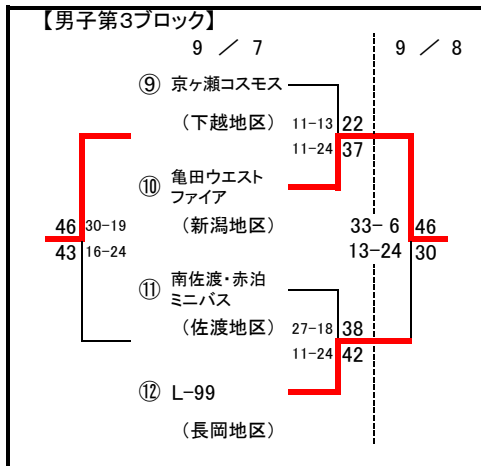 【男子第3ブロック】
9 ／ 7
9 ／ 8
⑨ 京ヶ瀬コスモス
（下越地区） 11−13 22
11−24 37
⑩ 亀田ウエスト
ファイア
（新潟地区）
46 30−19
43 16−24
33− 6 46
13−24 30
⑪ 南佐渡・赤泊
ミニバス
（佐渡地区） 27−18 38
11−24 42
⑫ L−99
（長岡地区）